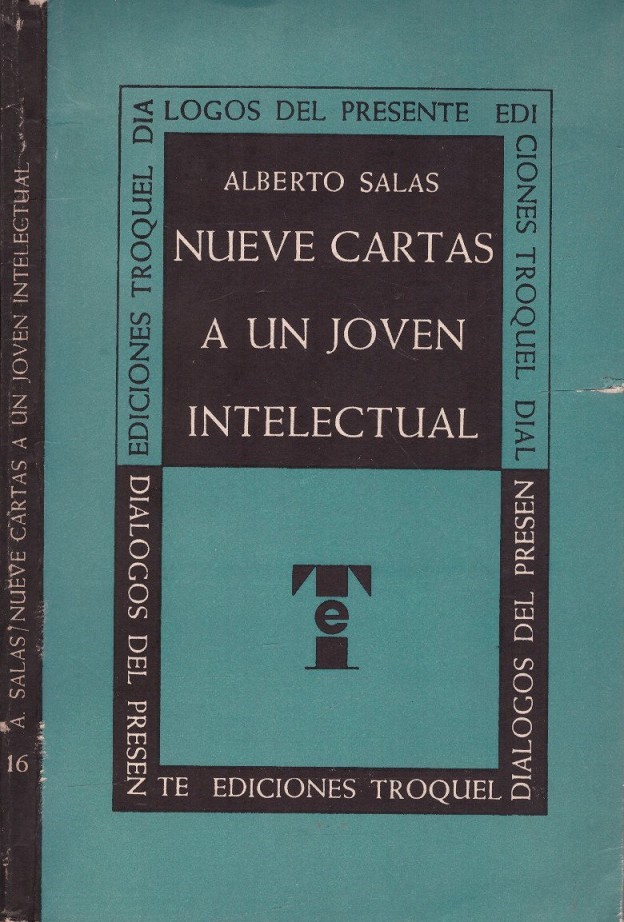 A. SALAS/NUEVE CARTAS A UN JOVEN INTELECTUAL
16
DIA
LOGOS DEL PRESENTE EDI
CIONES TROQUEL DIAL
EDICIONES TROQUEL
ALBERTO SALAS
NUEVE CARTAS
A UN JOVEN
INTELECTUAL
Te
DIALOGOS DEL PRESEN
TE EDICIONES TROQUEL
DIALOGOS DEL PRESEN